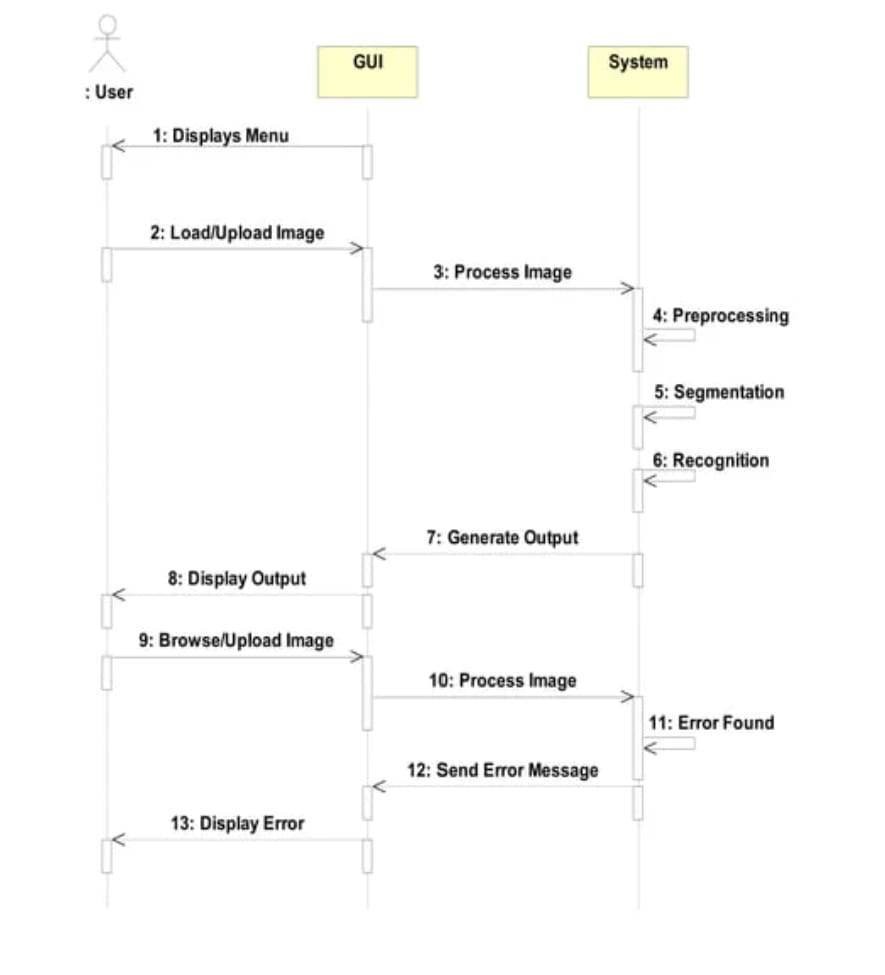 GUI
System
: User
1: Displays Menu
2: Load/Upload Image
3: Process Image
4: Preprocessing
5: Segmentation
6: Recognition
7: Generate Output
8: Display Output
9: Browse/Upload Image
10: Process Image
11: Error Found
12: Send Error Message
13: Display Error